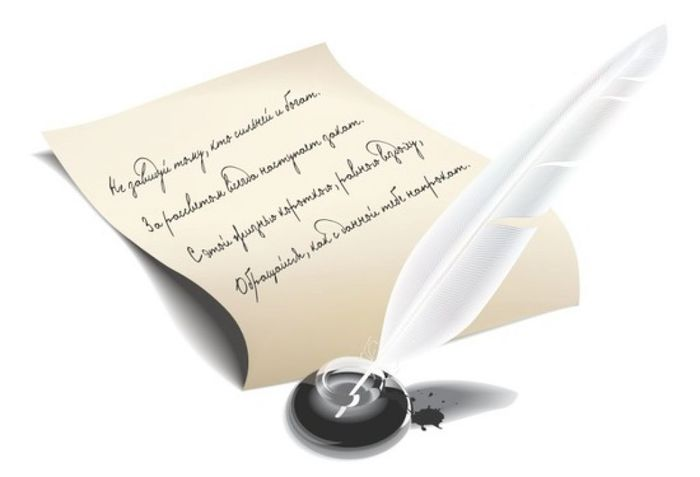 Не завидуй тому, кто сильней и богат.
За рассветом всегда наступает закат.
С этой жизнью короткою, равною вздоху,
Обращайся, как с данной тебе напрокат.